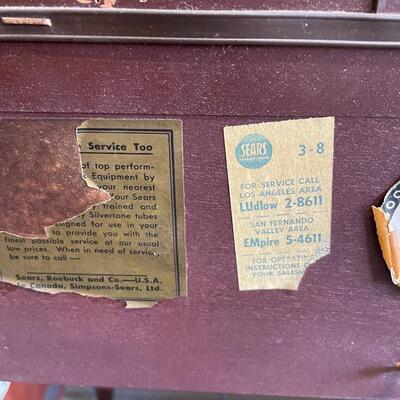 Service Too
of top perform-
Equipment by
your nearest
Your Sears
trained and
Silvertone tubes
signed for use in your
to provide you with the
finest possible service at our usual
low prices. When in need of service
be sure to call —
Sears, Roebuck and Co.—U.S.A.
In Canada, Simpsons-Sears, Ltd.
SEARS
3-8
FOR SERVICE CALL
LOS ANGELES AREA
LUdlow 2-8611
SAN FERNANDO
VALLEY AREA
EMpire 5-4611
FOR OPERATING
INSTRUCTIONS
YOUR SALESM